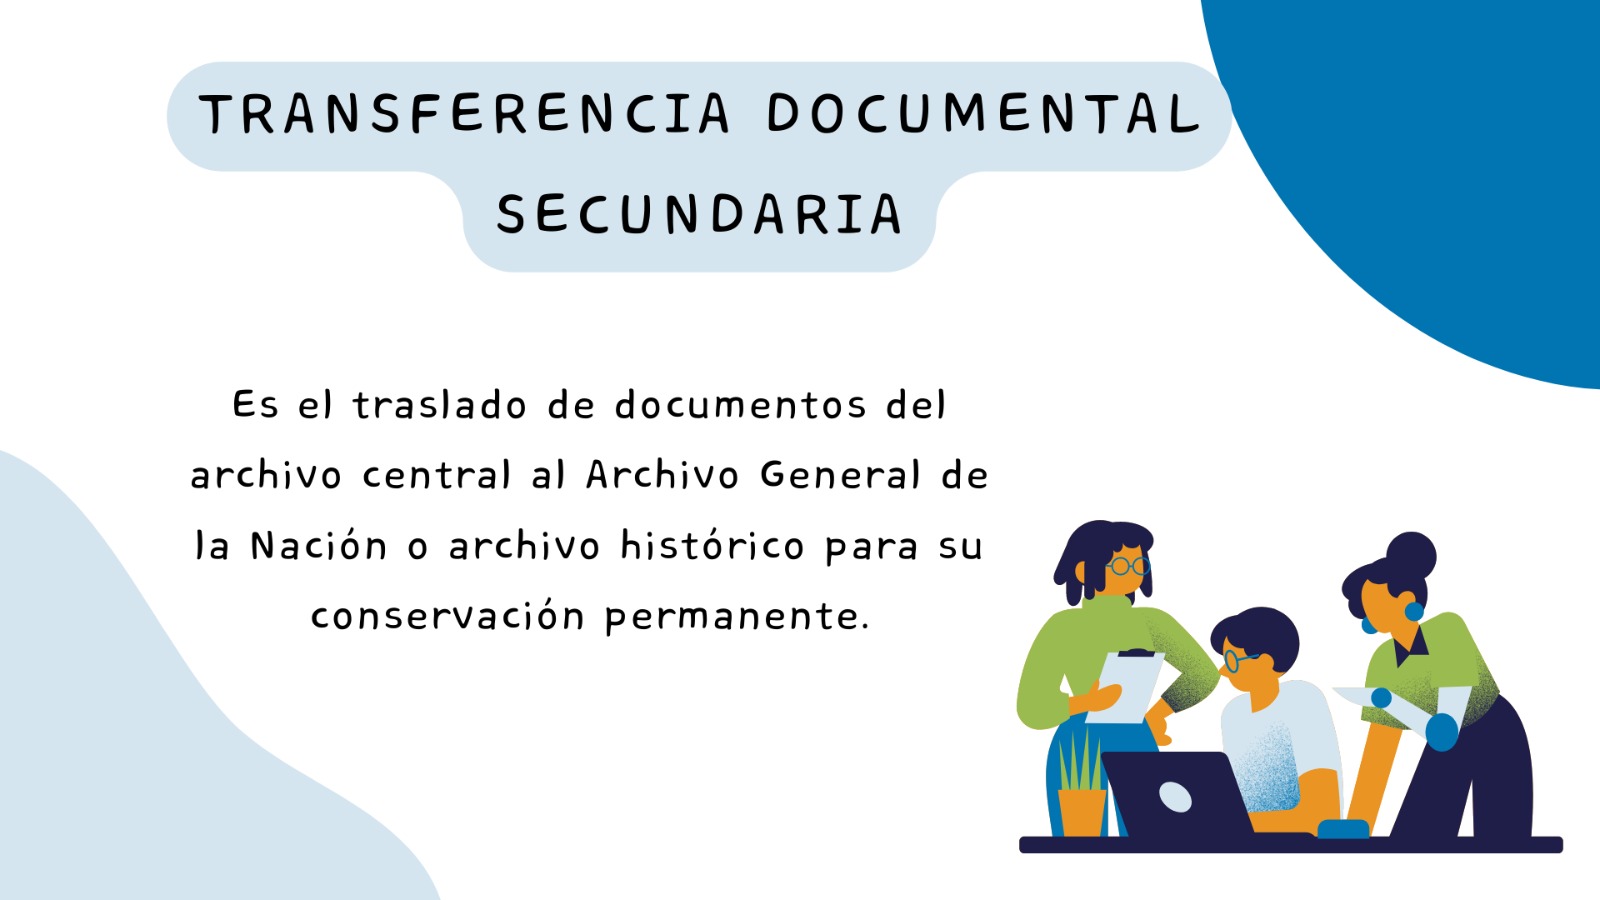 TRANSFERENCIA DOCUMENTAL
SECUNDARIA
Es el traslado de documentos del
archivo central al Archivo General de
la Nación o archivo histórico para su
conservación permanente.